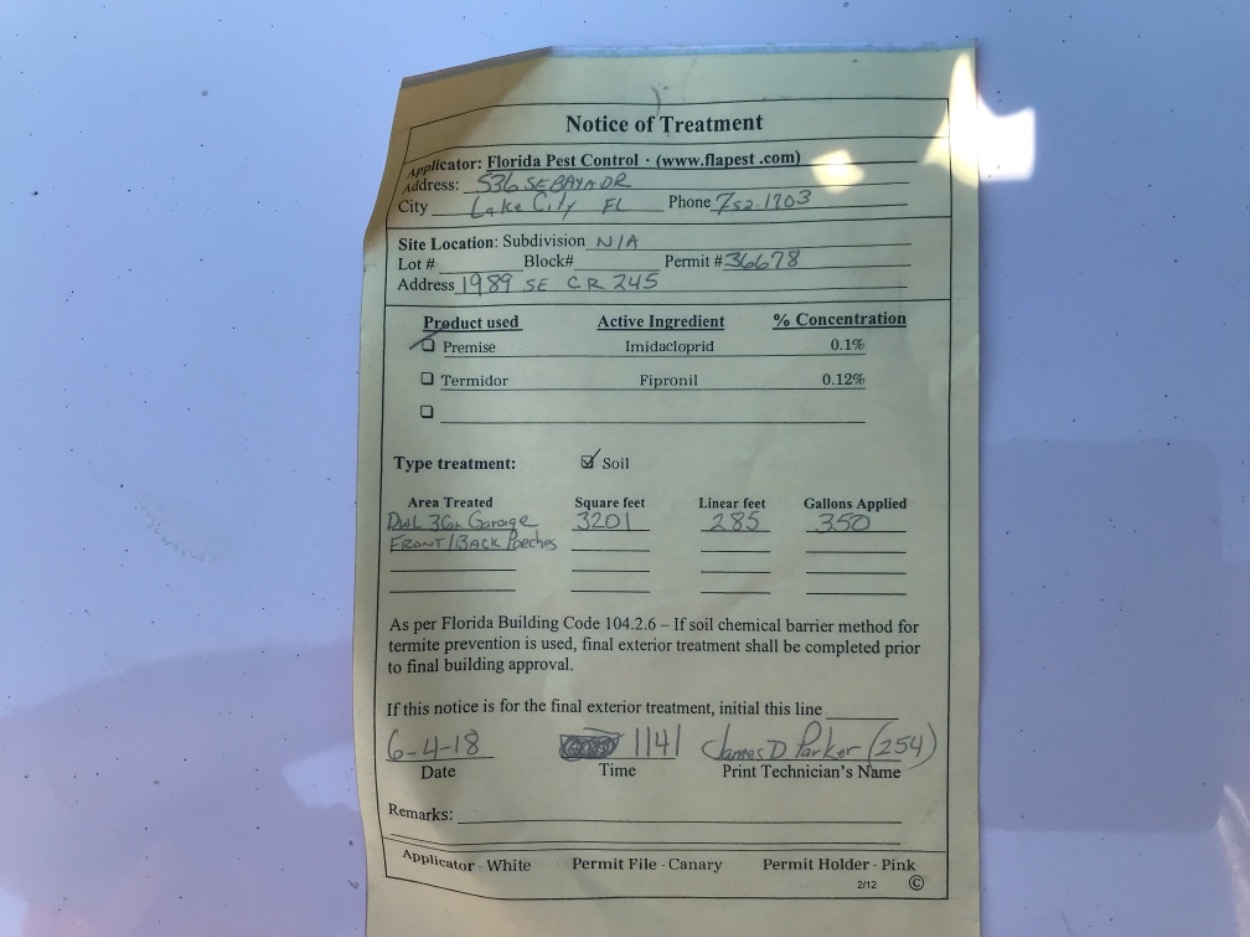 Notice of Treatment
Applicator: Florida Pest Control · (www.flapest .com)
Address: 536 SE BAYA DR
City Lake City FL Phone 752-1703
Site Location: Subdivision N/A
Lot # Block# Permit # 36678
Address 1989 SE CR 245
Product used Active Ingredient % Concentration
Premise Imidacloprid 0.1%
Termidor Fipronil 0.12%
Type treatment: Soil
Area Treated Square feet Linear feet Gallons Applied
Garage 3201 285 350
FRONT/BACK Poeches
As per Florida Building Code 104.2.6 – If soil chemical barrier method for
termite prevention is used, final exterior treatment shall be completed prior
to final building approval.
If this notice is for the final exterior treatment, initial this line
6-4-18 1141 James D Parker (254)
Date Time Print Technician's Name
Remarks:
Applicator - White Permit File - Canary Permit Holder - Pink
2/12 ©